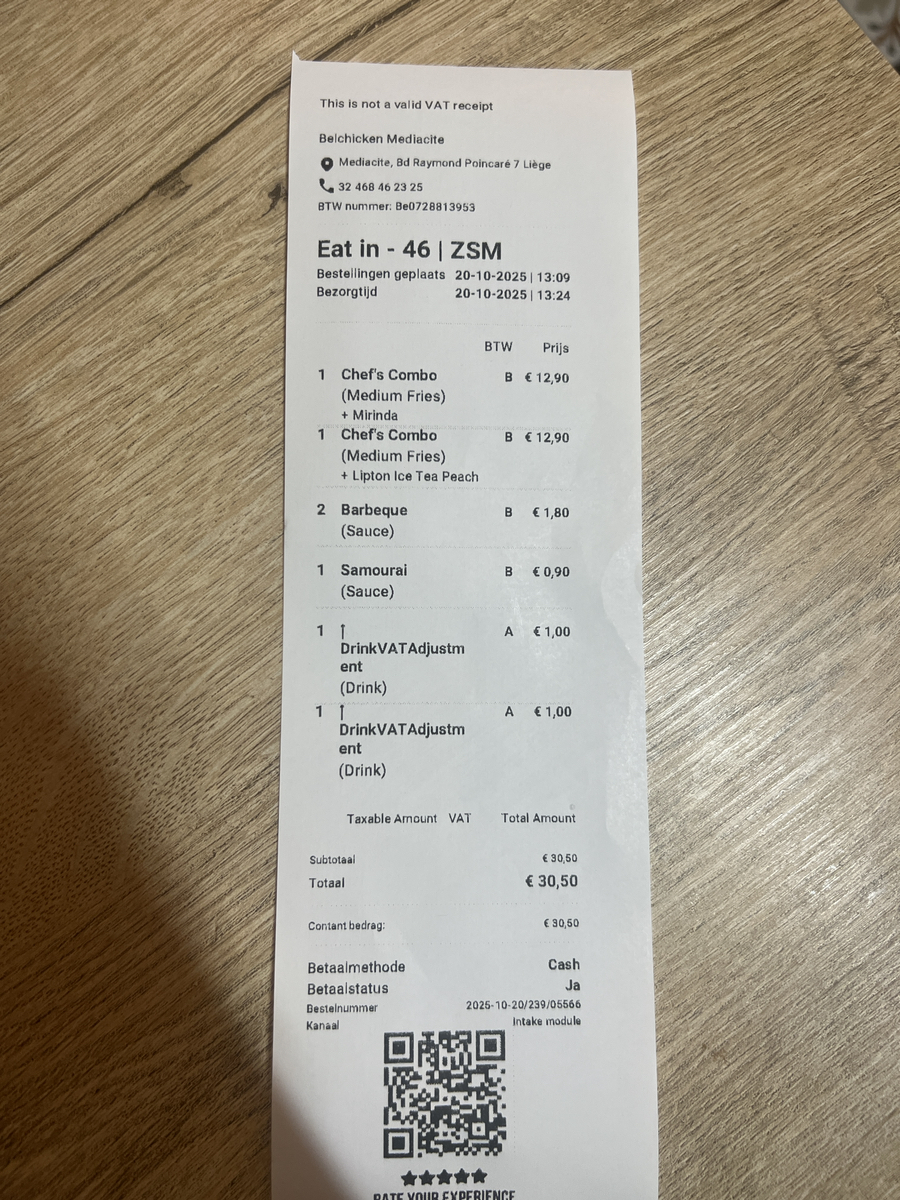 This is not a valid VAT receipt
Belchicken Mediacite
Mediacite, Bd Raymond Poincaré 7 Liège
32 468 46 23 25
BTW nummer: Be0728813953
Eat in - 46 | ZSM
Bestellingen geplaats 20-10-2025 | 13:09
Bezorgtijd 20-10-2025 | 13:24
BTW Prijs
1 Chef's Combo B € 12,90
(Medium Fries)
+ Mirinda
1 Chef's Combo B € 12,90
(Medium Fries)
+ Lipton Ice Tea Peach
2 Barbeque B € 1,80
(Sauce)
1 Samourai B € 0,90
(Sauce)
1 A € 1,00
DrinkVATAdjustm
ent
(Drink)
1 A € 1,00
DrinkVATAdjustm
ent
(Drink)
Taxable Amount VAT Total Amount
Subtotaal € 30,50
Totaal € 30,50
Contant bedrag: € 30,50
Betaalmethode Cash
Betaalstatus Ja
Bestelnummer 2025-10-20/239/05566
Kanaal Intake module
RATE YOUR EXPERIENCE